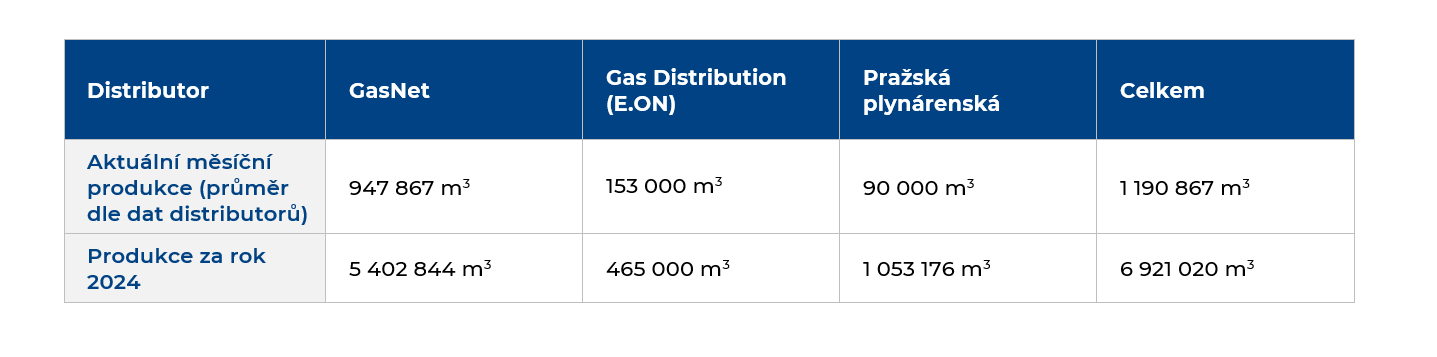 Distributor
GasNet
Gas Distribution
(E.ON)
Pražská
plynárenská
Celkem
Aktuální měsíční
produkce (průměr
dle dat distributorů)
947 867 m³
153 000 m³
90 000 m³
1 190 867 m³
Produkce za rok
2024
5 402 844 m³
465 000 m³
1 053 176 m³
6 921 020 m³